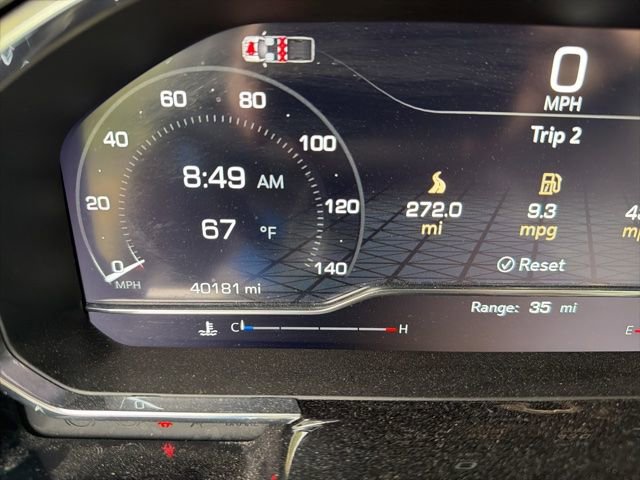 0
MPH
Trip 2
60 80
40 100
20 120
0 140
MPH
8:49 AM
67 °F
40181 mi
272.0
mi
9.3
mpg
Reset
Range: 35 mi
C H
E